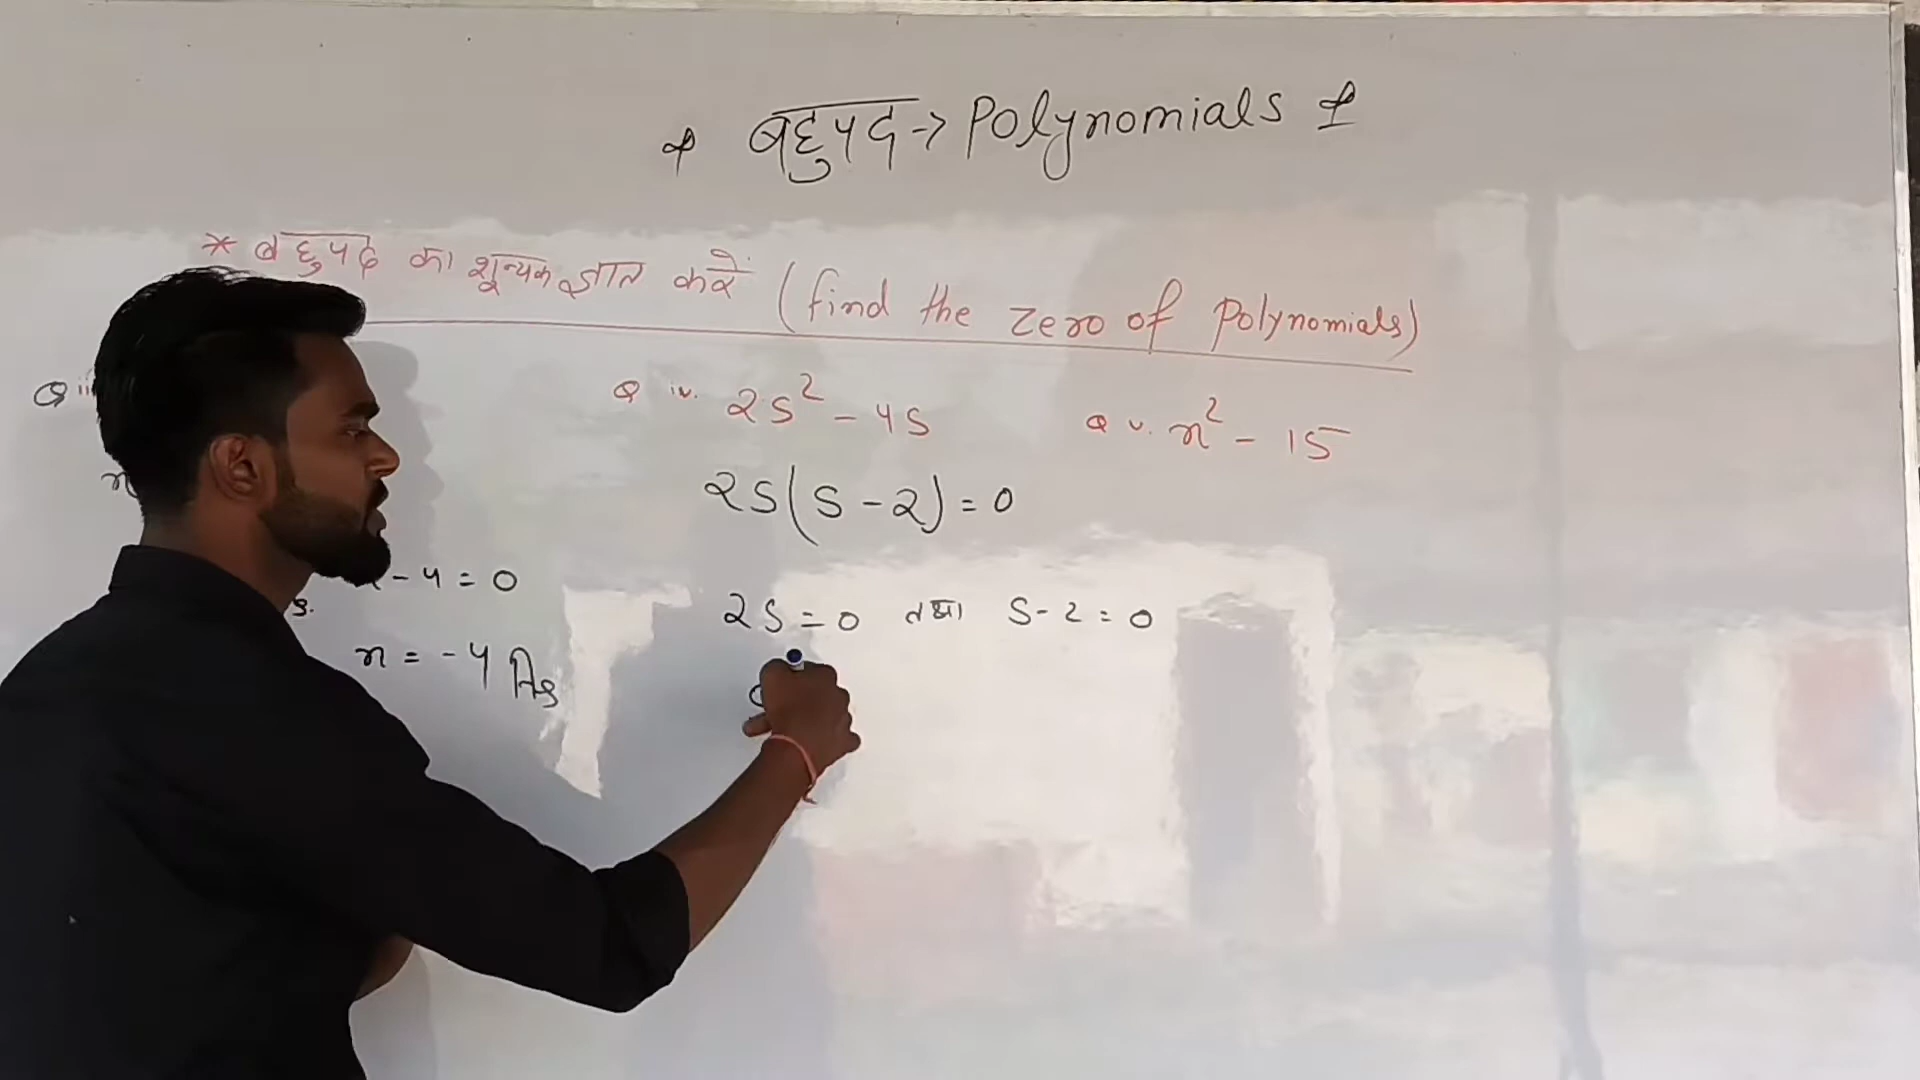 * बहुपद -> Polynomials *
* बहुपद का शून्यक ज्ञात करें (find the zero of Polynomials)
Q iv. 2s² - 4s
Q v. x² - 15
2s(s - 2) = 0
- 4 = 0
x = -4
2s = 0 तथा s - 2 = 0